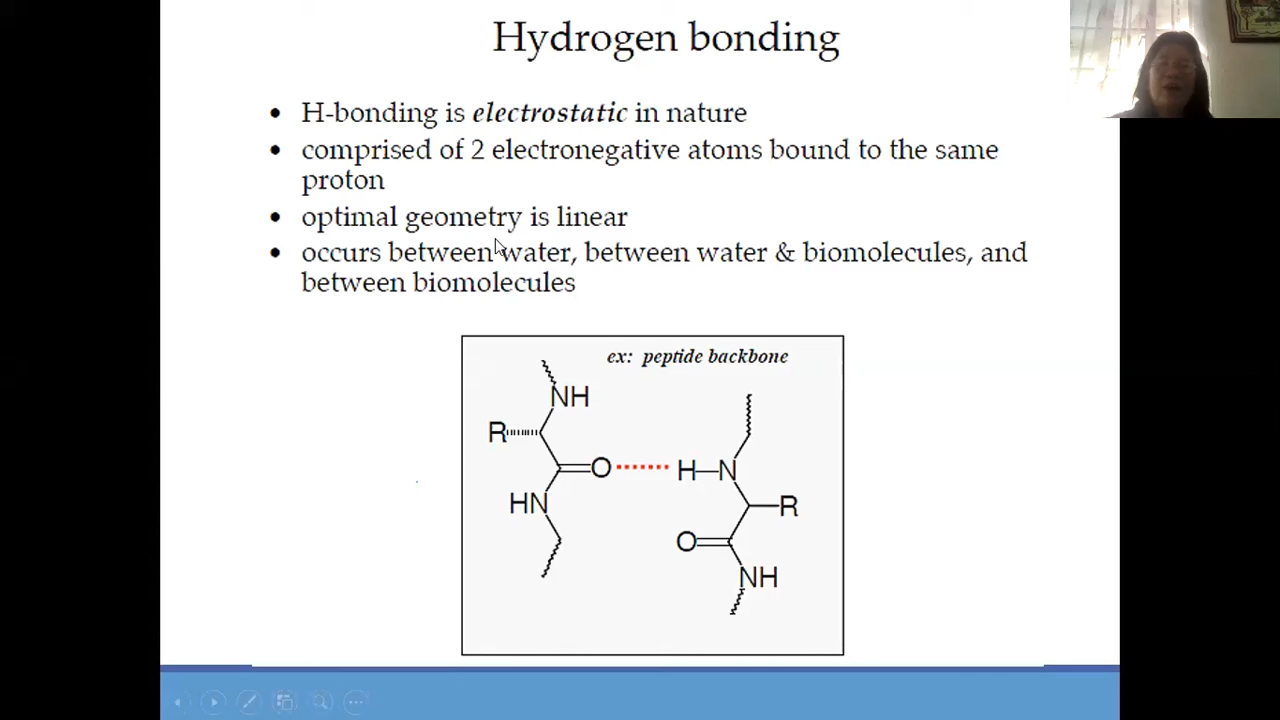 Hydrogen bonding
• H-bonding is electrostatic in nature
• comprised of 2 electronegative atoms bound to the same
proton
• optimal geometry is linear
• occurs between water, between water & biomolecules, and
between biomolecules
ex: peptide backbone
NH
R
O H N
HN
R
O
NH